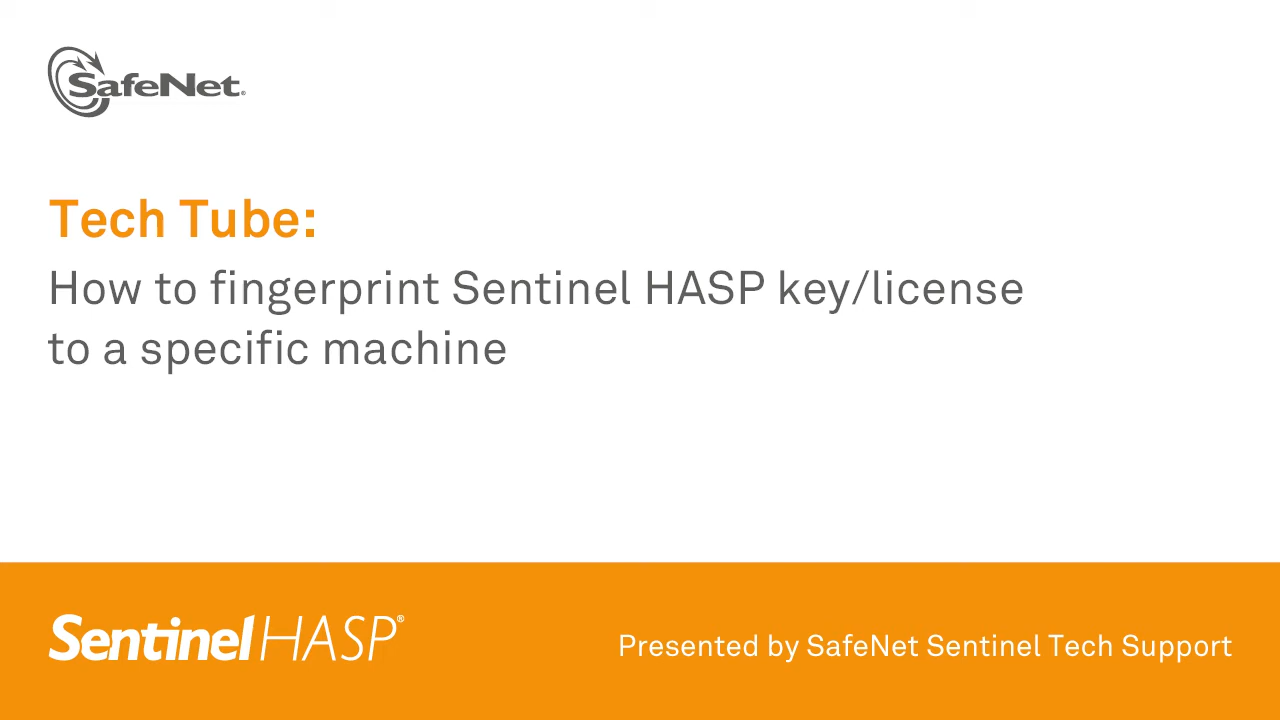 SafeNet®
Tech Tube:
How to fingerprint Sentinel HASP key/license
to a specific machine
Sentinel HASP®
Presented by SafeNet Sentinel Tech Support